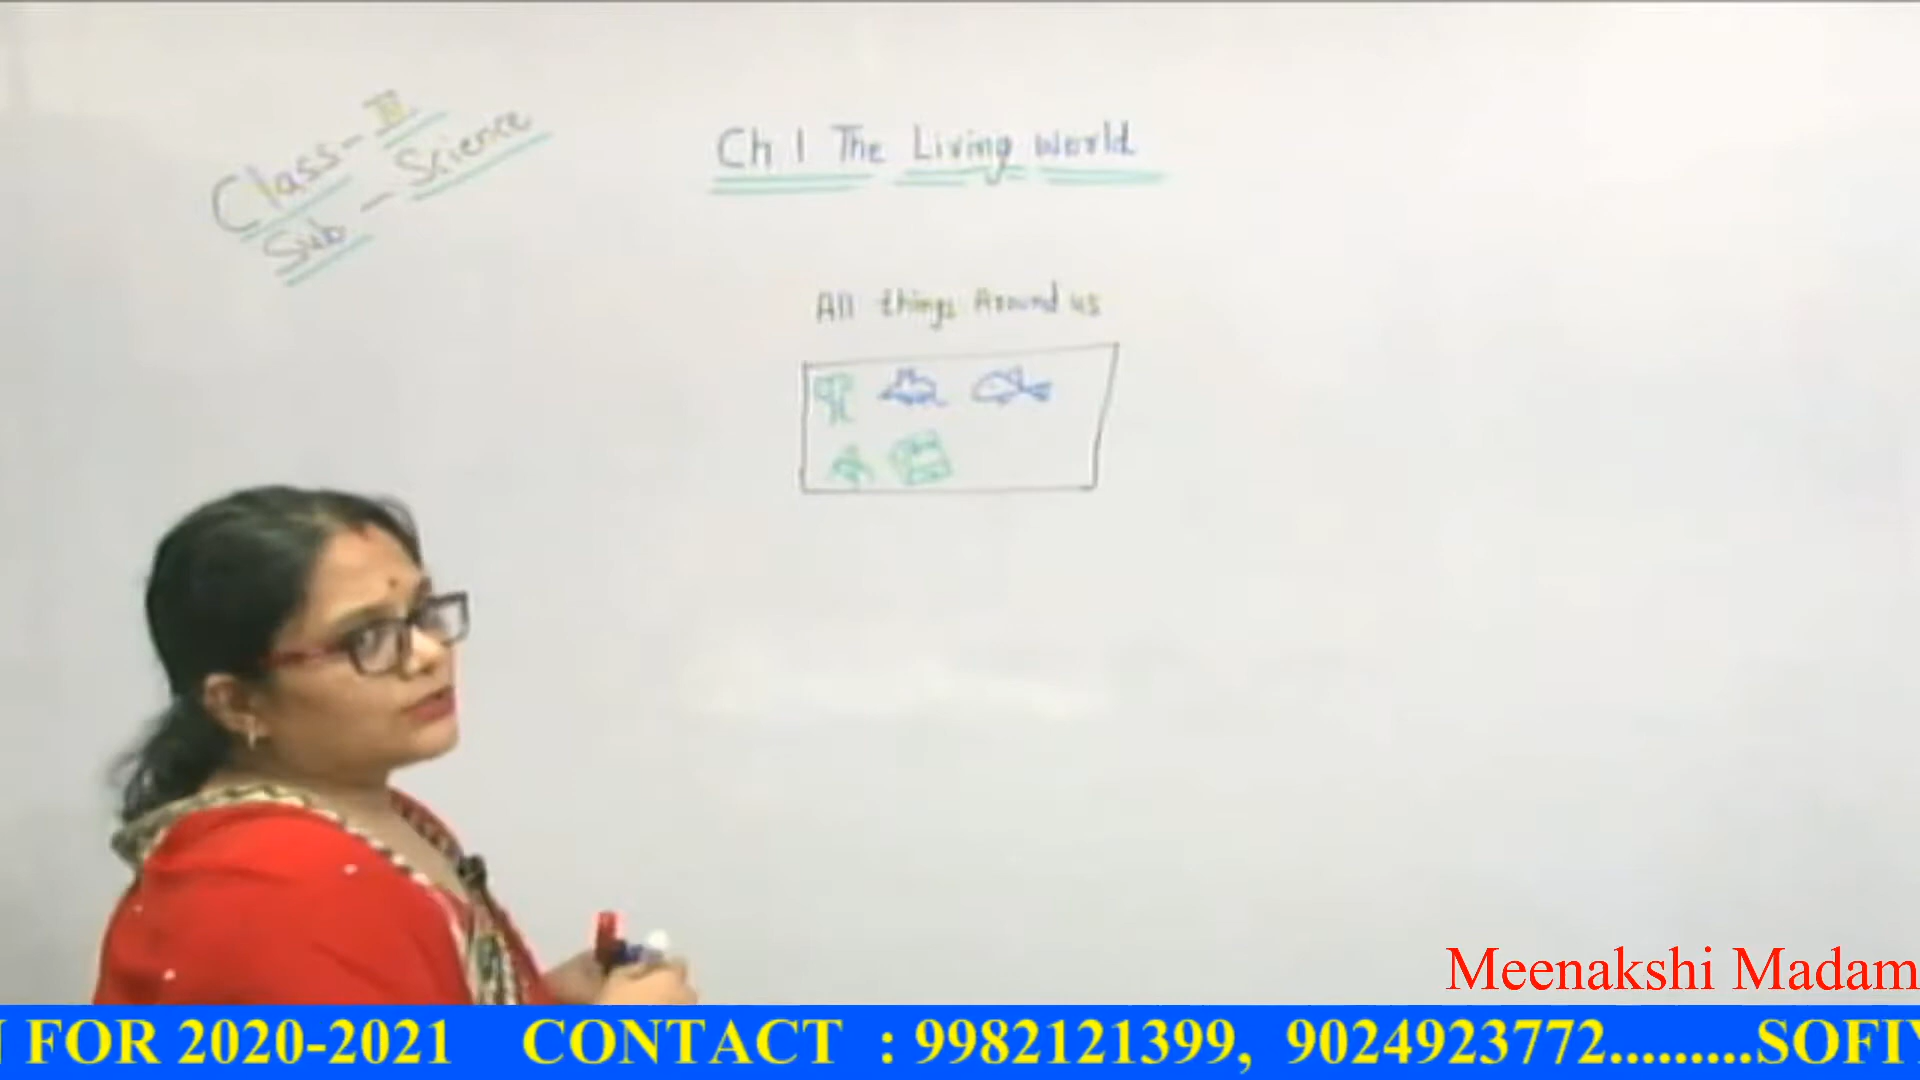 Class-III
Sub - Science
Ch 1 The Living World
All things Around us
Meenakshi Madam
N FOR 2020-2021 CONTACT : 9982121399, 9024923772.........SOFIY